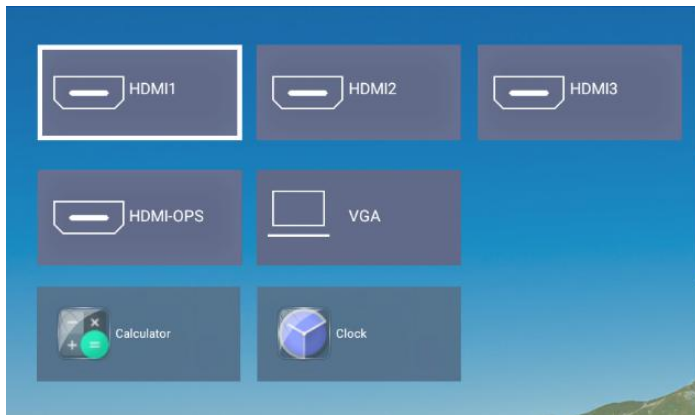 HDMI1
HDMI2
HDMI3
HDMI-OPS
VGA
Calculator
Clock